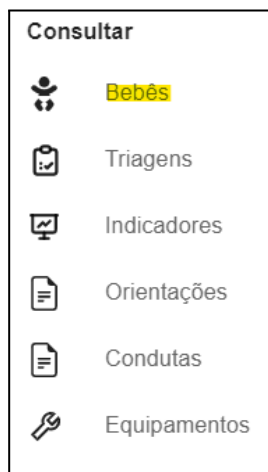 Consultar
Bebês
Triagens
Indicadores
Orientações
Condutas
Equipamentos